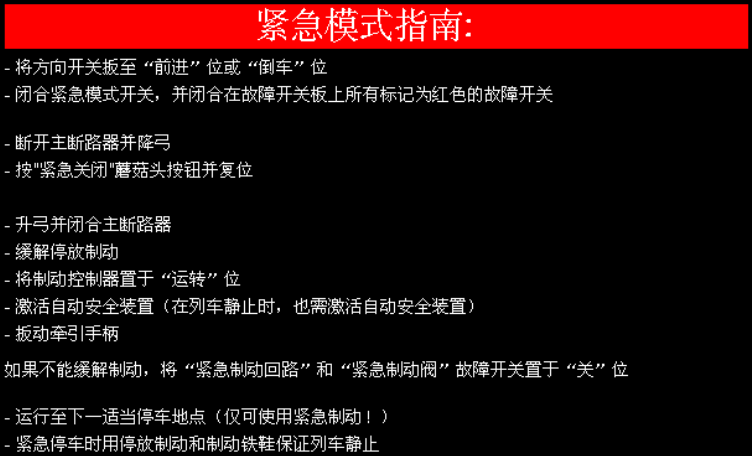 紧急模式指南:
- 将方向开关扳至“前进”位或“倒车”位
- 闭合紧急模式开关，并闭合在故障开关板上所有标记为红色的故障开关
- 断开主断路器并降弓
- 按"紧急关闭"蘑菇头按钮并复位
- 升弓并闭合主断路器
- 缓解停放制动
- 将制动控制器置于“运转”位
- 激活自动安全装置（在列车静止时，也需激活自动安全装置）
- 扳动牵引手柄
如果不能缓解制动，将“紧急制动回路”和“紧急制动阀”故障开关置于“关”位
- 运行至下一适当停车地点（仅可使用紧急制动！）
- 紧急停车时用停放制动和制动铁鞋保证列车静止